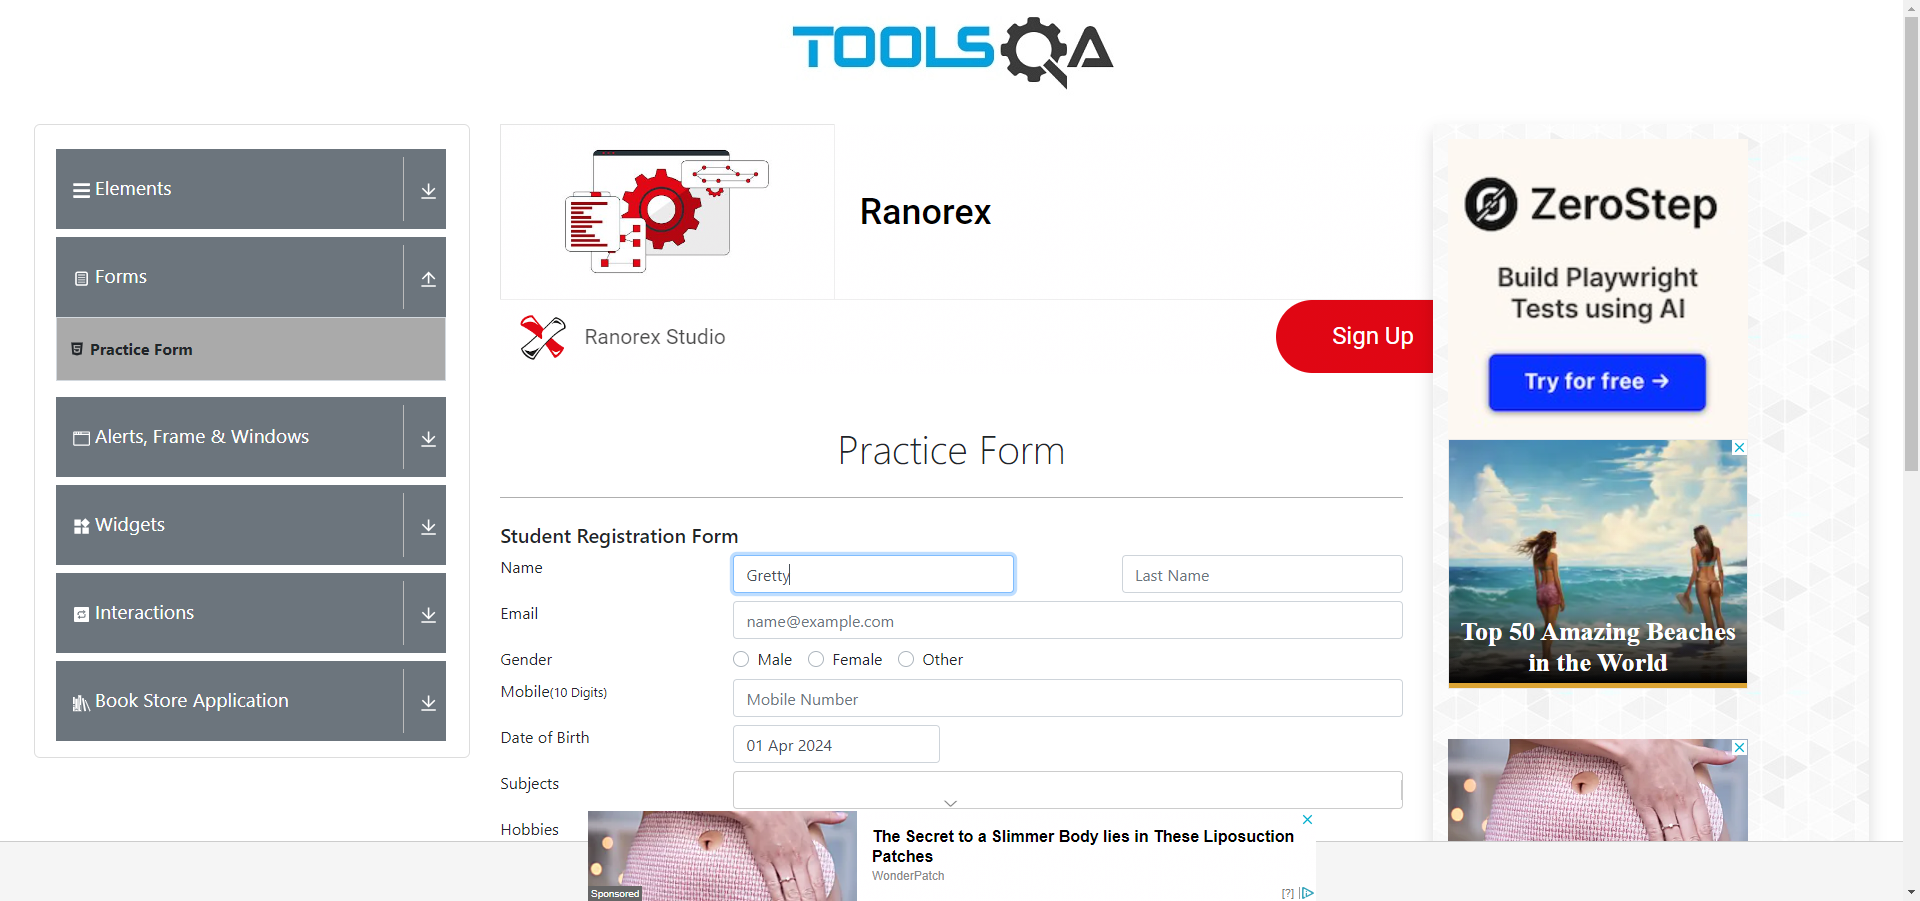 TOOLSQA
Elements
Forms
Practice Form
Alerts, Frame & Windows
Widgets
Interactions
Book Store Application
Ranorex
Ranorex Studio
Sign Up
Practice Form
Student Registration Form
Name
Gretty
Last Name
Email
name@example.com
Gender
Male
Female
Other
Mobile(10 Digits)
Mobile Number
Date of Birth
01 Apr 2024
Subjects
Hobbies
ZeroStep
Build Playwright
Tests using AI
Try for free →
Top 50 Amazing Beaches
in the World
The Secret to a Slimmer Body lies in These Liposuction
Patches
WonderPatch
Sponsored
[?]